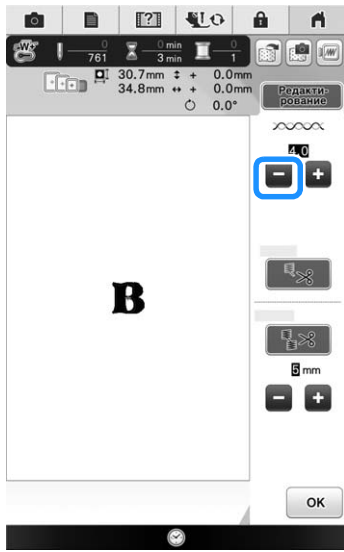 [?]
0
761
0 min
3 min
0
1
30.7mm ↕ + 0.0mm
34.8mm ↔ + 0.0mm
0.0°
Редакти-
рование
4.0
− +
B
5 mm
− +
OK